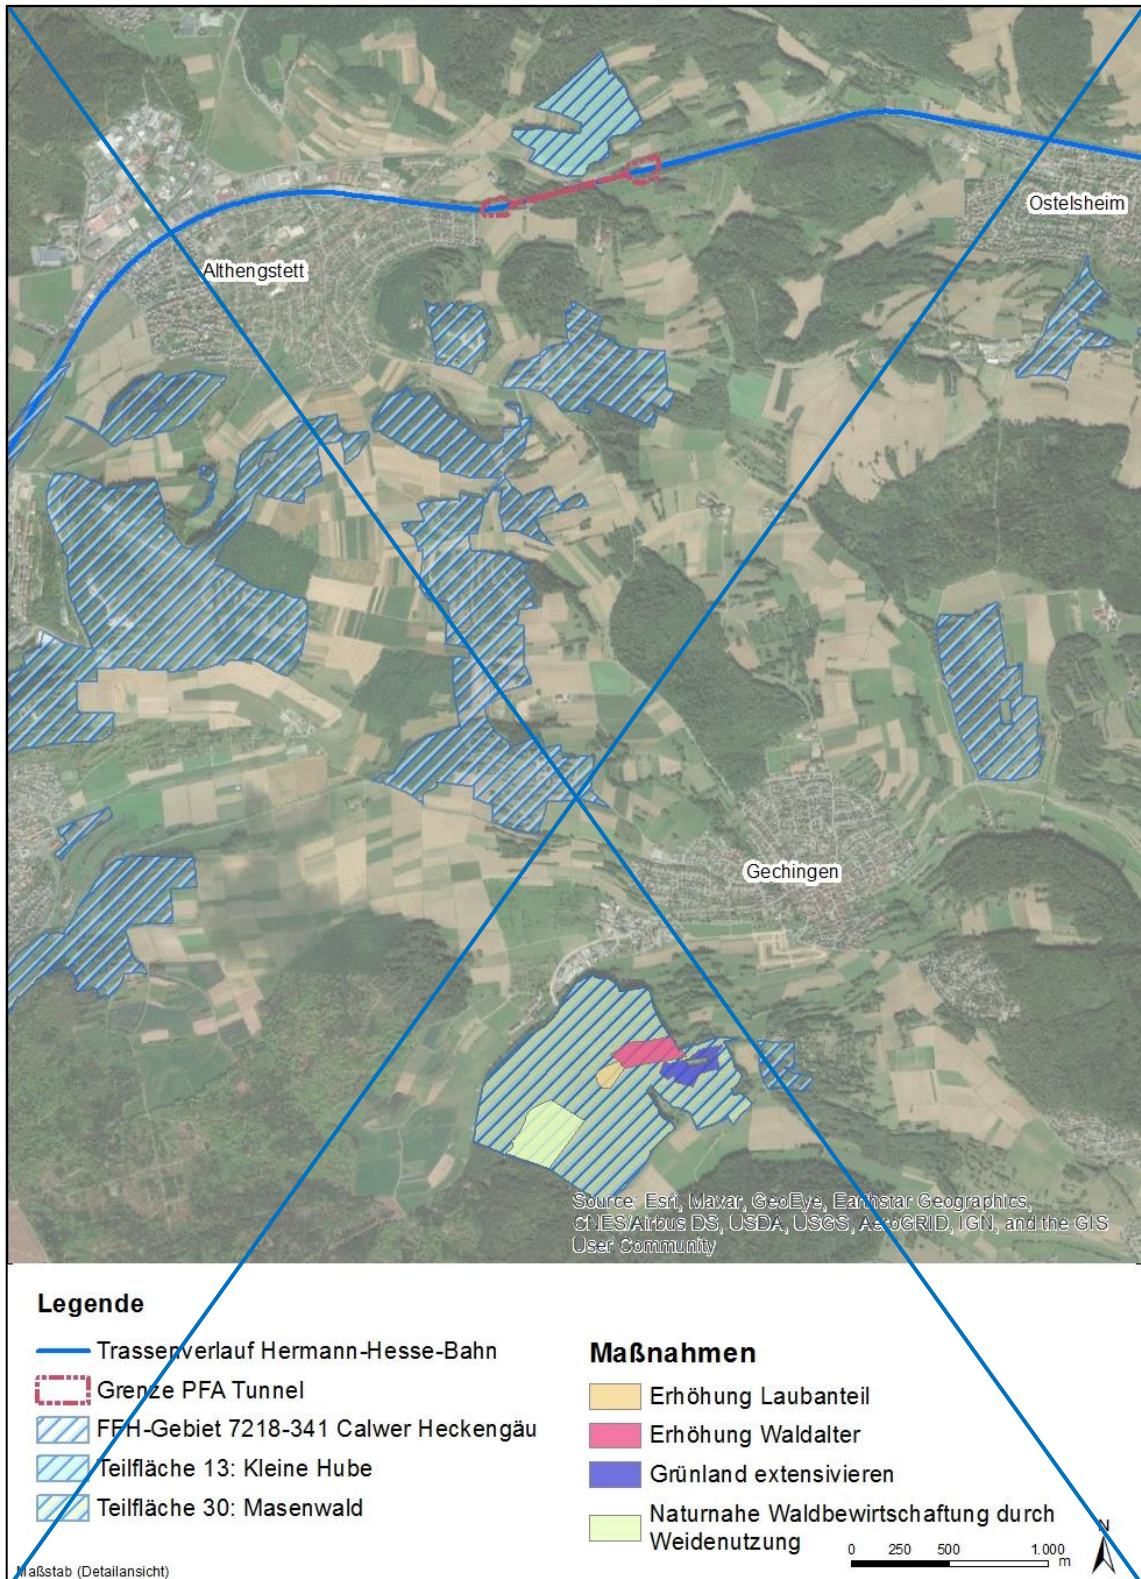 Ostelsheim
Althengstett
Gechingen
Source: Esri, Maxar, GeoEye, Earthstar Geographics,
CNES/Airbus DS, USDA, USGS, AeroGRID, IGN, and the GIS
User Community
Legende
Trassenverlauf Hermann-Hesse-Bahn
Grenze PFA Tunnel
FFH-Gebiet 7218-341 Calwer Heckengäu
Teilfläche 13: Kleine Hube
Teilfläche 30: Masenwald
Maßstab (Detailansicht)
Maßnahmen
Erhöhung Laubanteil
Erhöhung Waldalter
Grünland extensivieren
Naturnahe Waldbewirtschaftung durch
Weidenutzung
0 250 500 1.000
m
N